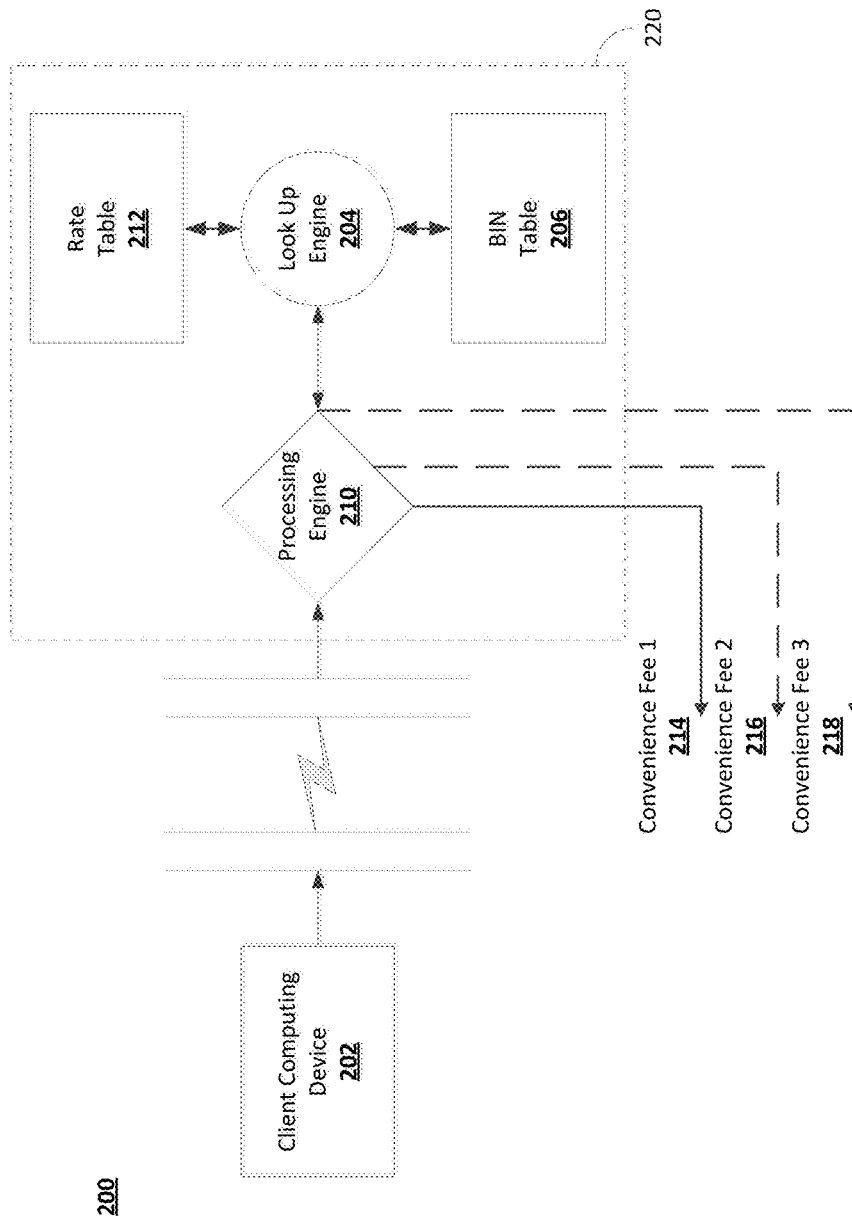 200
Client Computing
Device
202
Processing
Engine
210
Rate
Table
212
Look Up
Engine
204
BIN
Table
206
220
Convenience Fee 1
214
Convenience Fee 2
216
Convenience Fee 3
218